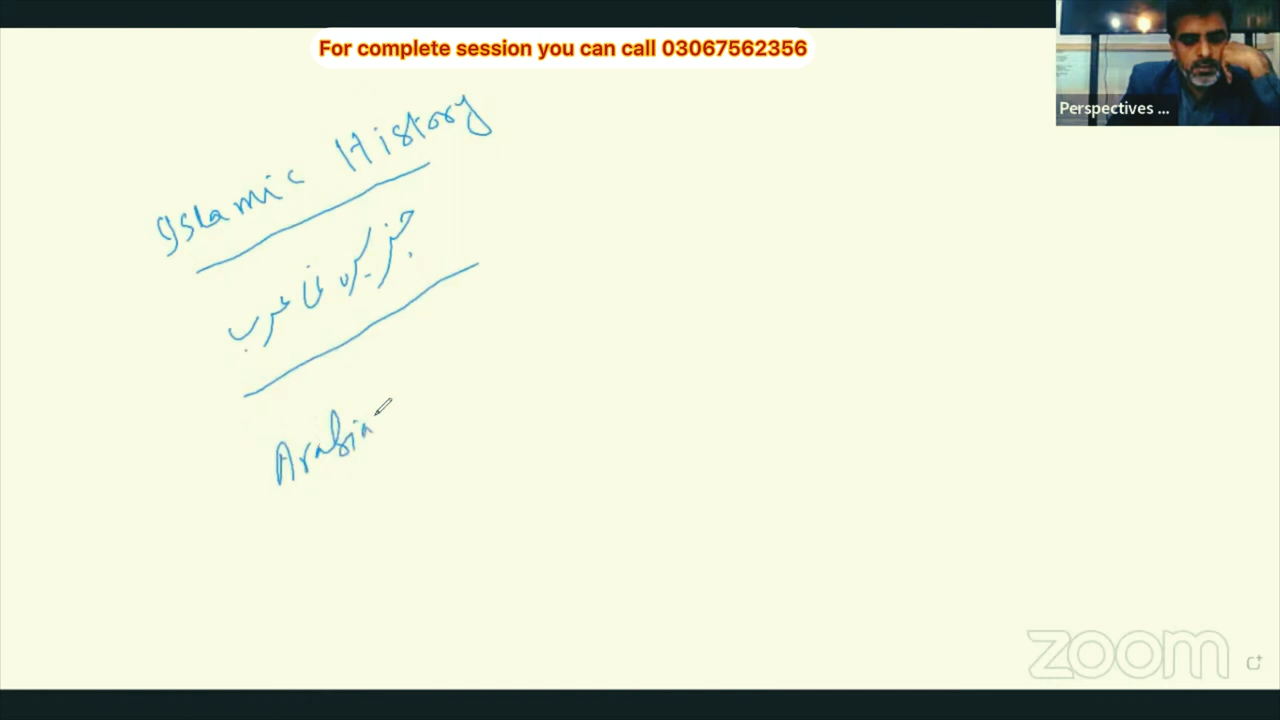 For complete session you can call 03067562356
Perspectives ...
Islamic History
جزیرہ نما عرب
Arabia
zoom